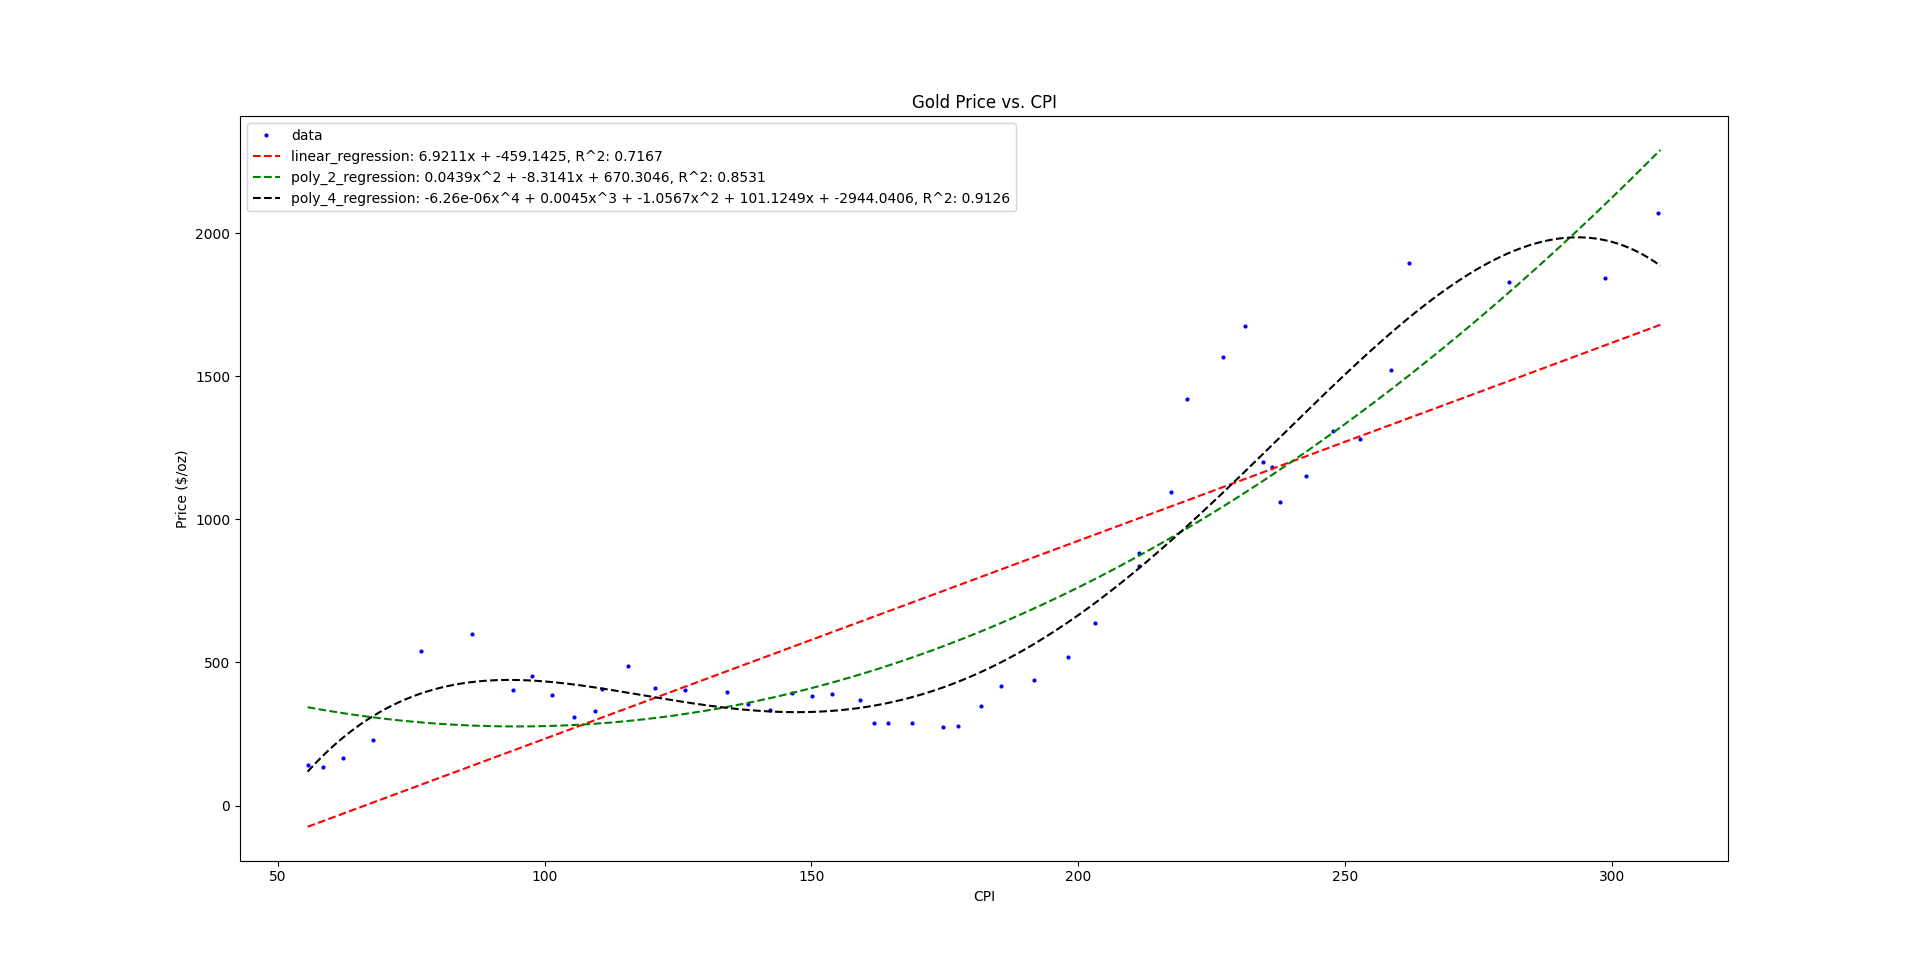 Gold Price vs. CPI
data
linear_regression: 6.9211x + -459.1425, R^2: 0.7167
poly_2_regression: 0.0439x^2 + -8.3141x + 670.3046, R^2: 0.8531
poly_4_regression: -6.26e-06x^4 + 0.0045x^3 + -1.0567x^2 + 101.1249x + -2944.0406, R^2: 0.9126
2000
1500
1000
500
0
Price ($/oz)
50 100 150 200 250 300
CPI